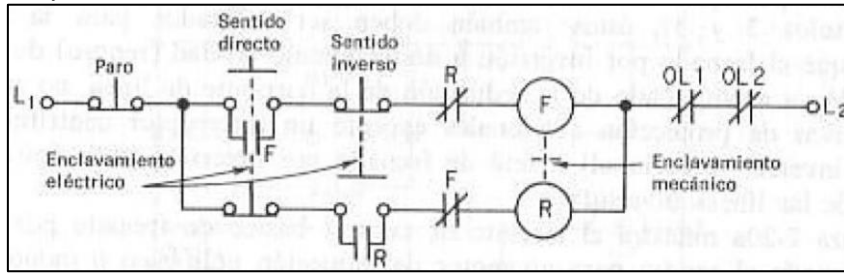 Sentido
directo
Sentido
inverso
Paro
R
OL1 OL2
L₁
F
L₂
F
Enclavamiento
eléctrico
F
Enclavamiento
mecánico
R
R